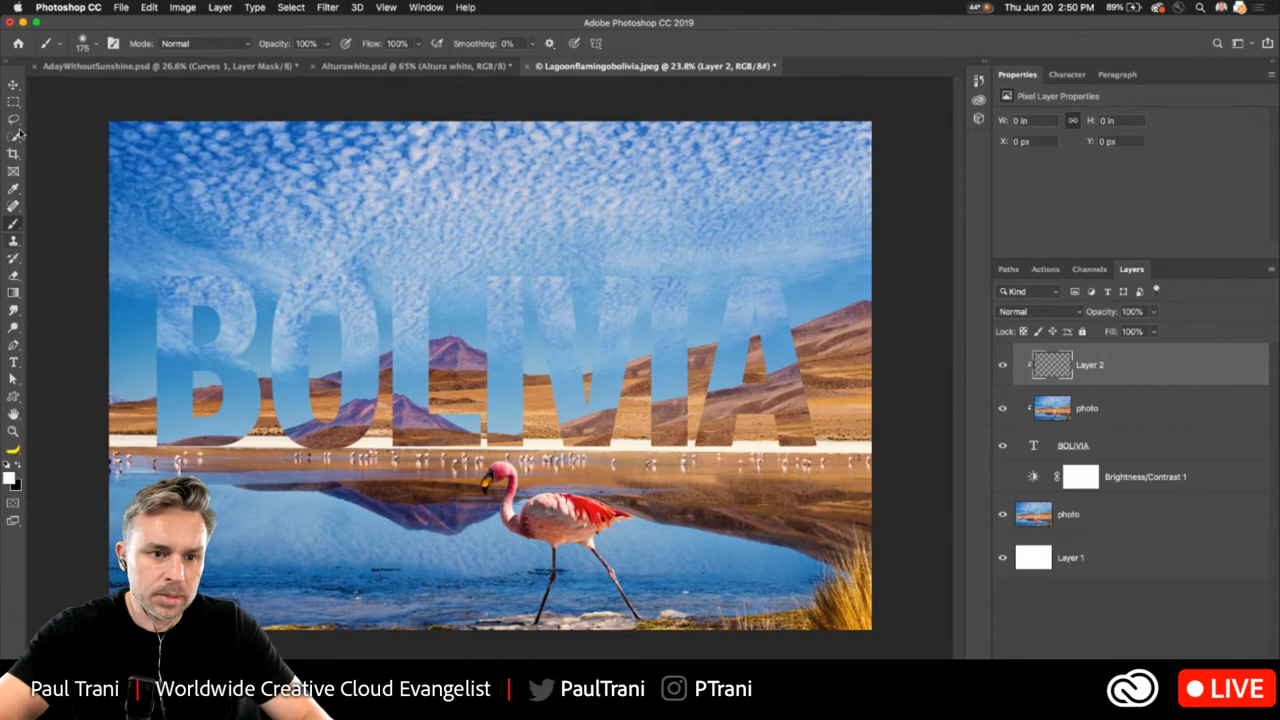 Photoshop CC File Edit Image Layer Type Select Filter 3D View Window Help 44° Thu Jun 20 2:50 PM 89%
Adobe Photoshop CC 2019
175 Mode: Normal Opacity: 100% Flow: 100% Smoothing: 0%
× AdayWithoutSunshine.psd @ 26.6% (Curves 1, Layer Mask/8) * × Alturawhite.psd @ 65% (Altura white, RGB/8) * × © Lagoonflamingobolivia.jpeg @ 23.8% (Layer 2, RGB/8#) *
Properties Character Paragraph
Pixel Layer Properties
W: 0 in H: 0 in
X: 0 px Y: 0 px
BOLIVIA
Paths Actions Channels Layers
Kind
Normal Opacity: 100%
Lock: Fill: 100%
Layer 2
photo
T BOLIVIA
Brightness/Contrast 1
photo
Layer 1
Paul Trani | Worldwide Creative Cloud Evangelist | PaulTrani PTrani
LIVE